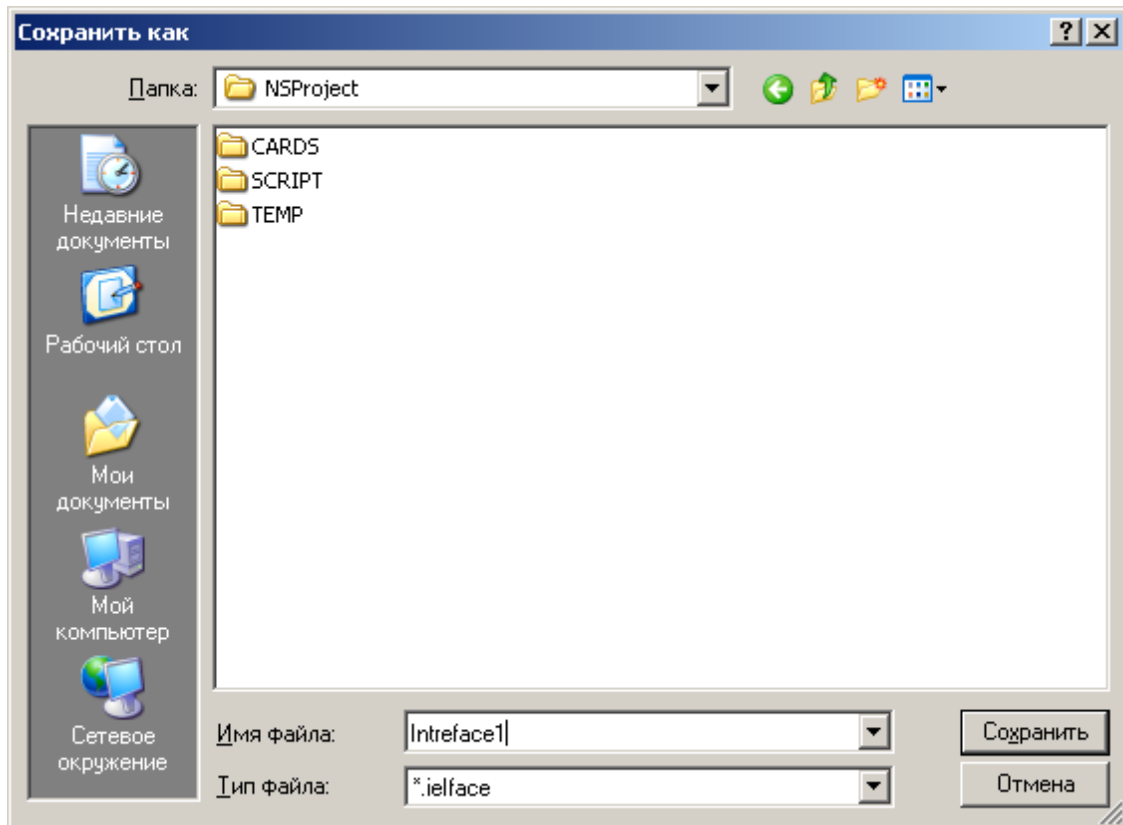 Сохранить как
Папка:
NSProject
CARDS
SCRIPT
TEMP
Недавние
документы
Рабочий стол
Мои
документы
Мой
компьютер
Сетевое
окружение
Имя файла:
Intreface1
Сохранить
Тип файла:
*.ielface
Отмена